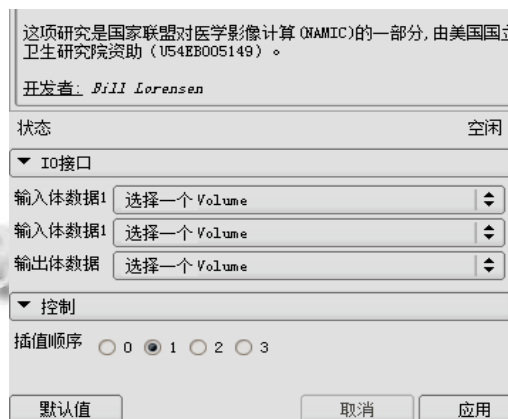 这项研究是国家联盟对医学影像计算(NAMIC)的一部分,由美国国立
卫生研究院资助(U54EB005149)。
开发者: Bill Lorensen
状态 空闲
IO接口
输入体数据1 选择一个 Volume
输入体数据1 选择一个 Volume
输出体数据 选择一个 Volume
控制
插值顺序 0 1 2 3
默认值 取消 应用